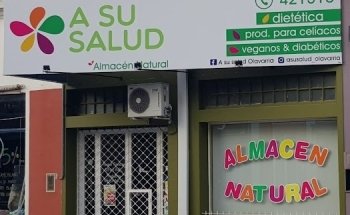 A SU
SALUD
Almacén Natural
dietética
prod. para celíacos
veganos & diabéticos
A su salud Olavarria
asusalud_olavarria
ALMACEN
NATURAL